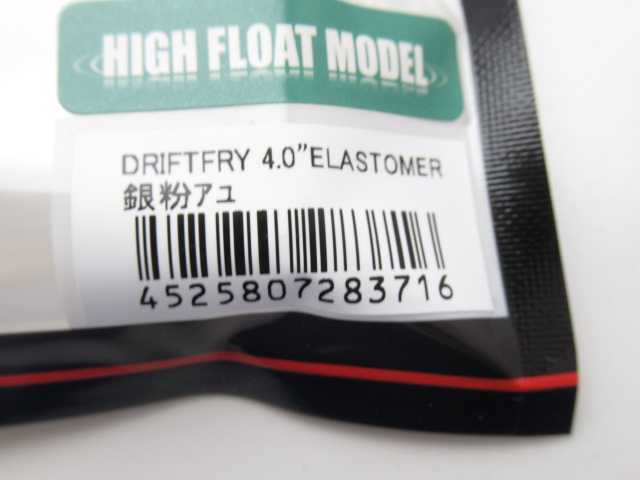 HIGH FLOAT MODEL
DRIFTFRY 4.0"ELASTOMER
銀粉アユ
4525807283716